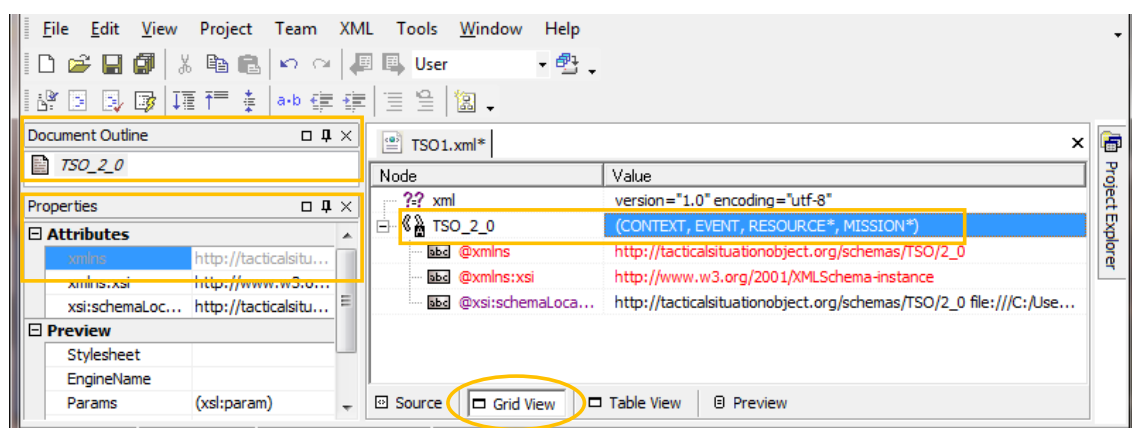 File Edit View Project Team XML Tools Window Help
User
a·b
Document Outline
TSO_2_0
Properties
Attributes
xmlns http://tacticalsitu...
xmlns:xsi http://www.w3.o...
xsi:schemaLoc... http://tacticalsitu...
Preview
Stylesheet
EngineName
Params (xsl:param)
TSO1.xml*
Node Value
?-? xml version="1.0" encoding="utf-8"
TSO_2_0 (CONTEXT, EVENT, RESOURCE*, MISSION*)
abc @xmlns http://tacticalsituationobject.org/schemas/TSO/2_0
abc @xmlns:xsi http://www.w3.org/2001/XMLSchema-instance
abc @xsi:schemaLoca... http://tacticalsituationobject.org/schemas/TSO/2_0 file:///C:/Use...
Source Grid View Table View Preview
Project Explorer